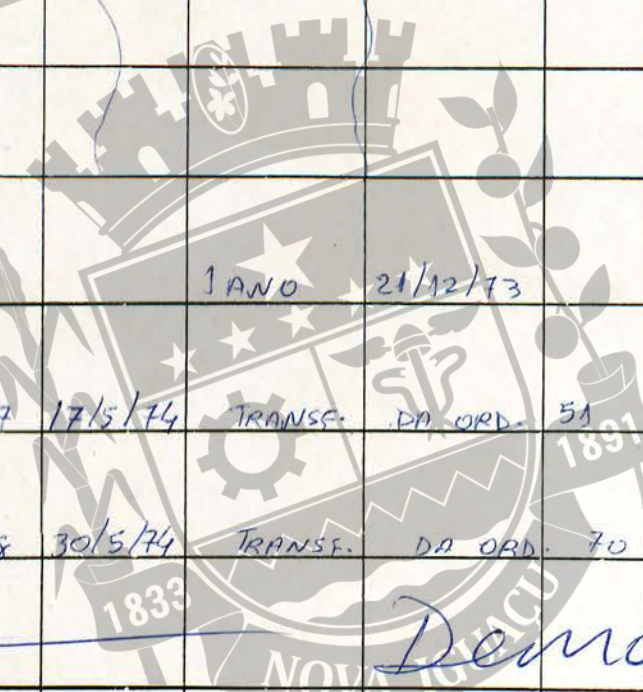 1 ANO 21/12/73
7 17/5/74 TRANSF. DA ORD. 51
8 30/5/74 TRANSF. DA ORD. 70
1891
1833
NOVA IGUAÇU